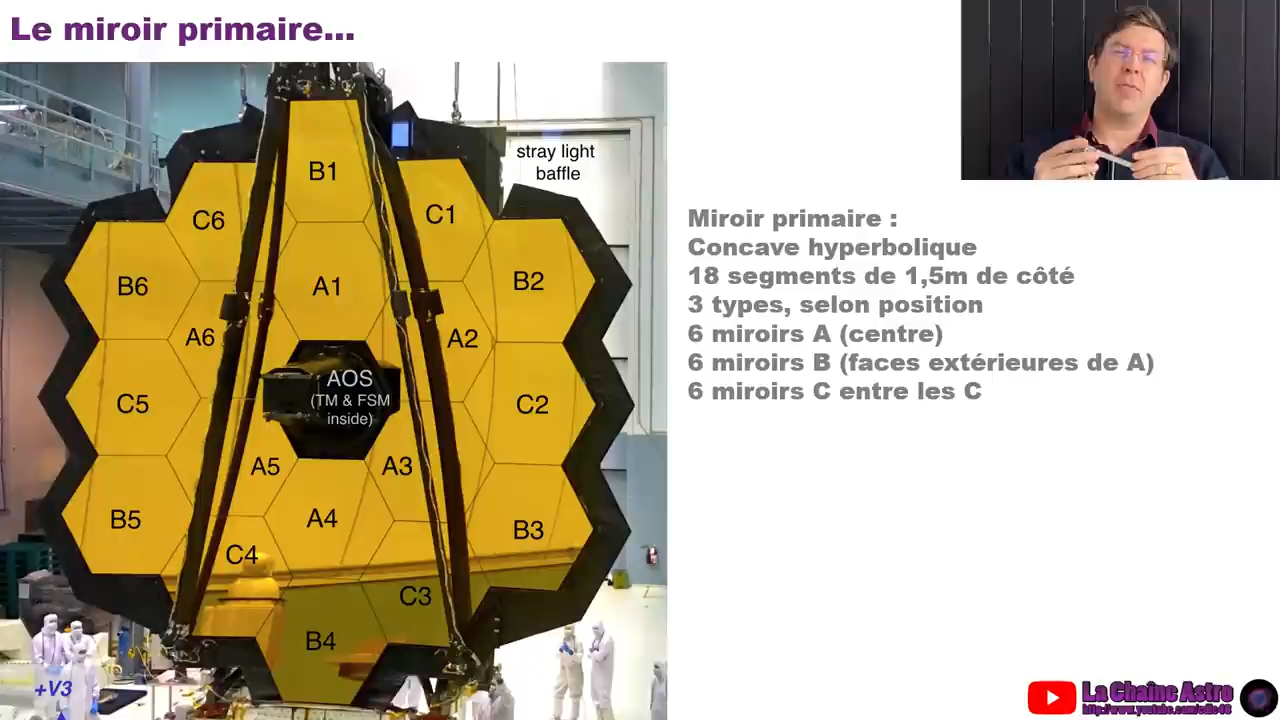 Le miroir primaire...
stray light
baffle
B1
C6
C1
B6
A1
B2
A6
A2
AOS
(TM & FSM
inside)
C5
C2
A5
A3
B5
A4
B3
C4
C3
B4
+V3
Miroir primaire :
Concave hyperbolique
18 segments de 1,5m de côté
3 types, selon position
6 miroirs A (centre)
6 miroirs B (faces extérieures de A)
6 miroirs C entre les C
La Chaîne Astro